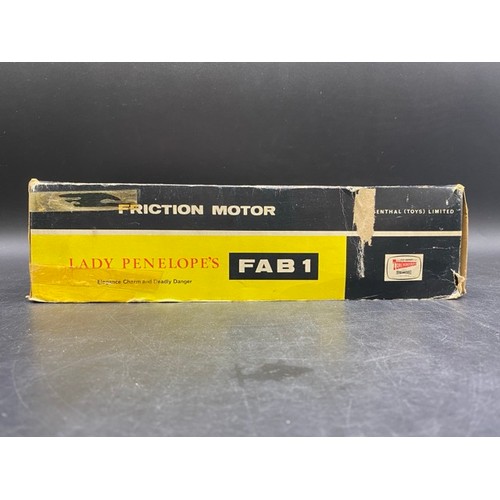 FRICTION MOTOR
ENTHAL (TOYS) LIMITED
LADY PENELOPE'S FAB 1
Elegance Charm and Deadly Danger